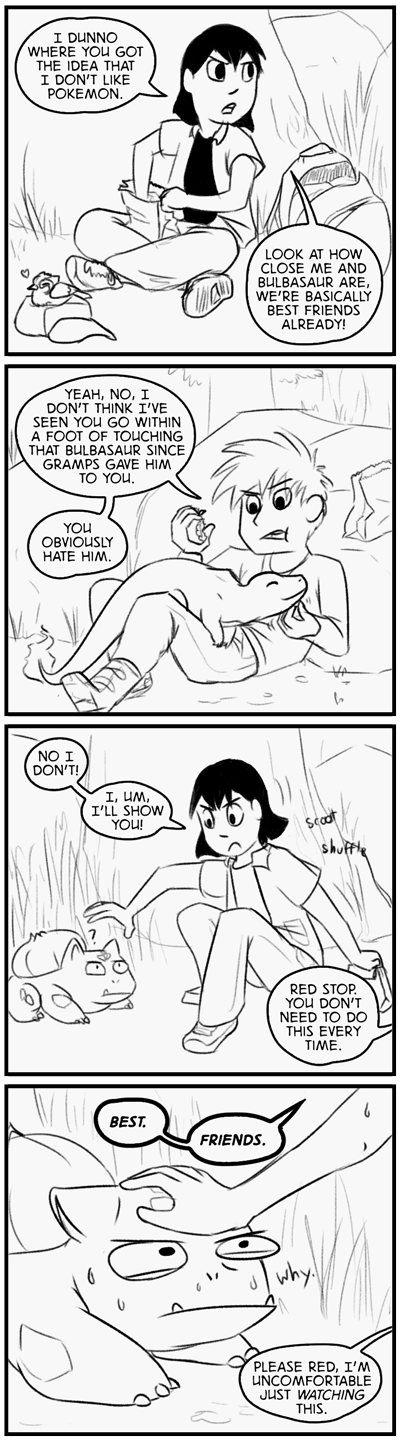 I DUNNO
WHERE YOU GOT
THE IDEA THAT
I DON'T LIKE
POKEMON.
LOOK AT HOW
CLOSE ME AND
BULBASAUR ARE,
WE'RE BASICALLY
BEST FRIENDS
ALREADY!
YEAH, NO, I
DON'T THINK I'VE
SEEN YOU GO WITHIN
A FOOT OF TOUCHING
THAT BULBASAUR SINCE
GRAMPS GAVE HIM
TO YOU.
YOU
OBVIOUSLY
HATE HIM.
NO I
DON'T!
I, UM,
I'LL SHOW
YOU!
scoot
shuffle
?
RED STOP.
YOU DON'T
NEED TO DO
THIS EVERY
TIME.
BEST.
FRIENDS.
why.
PLEASE RED, I'M
UNCOMFORTABLE
JUST WATCHING
THIS.